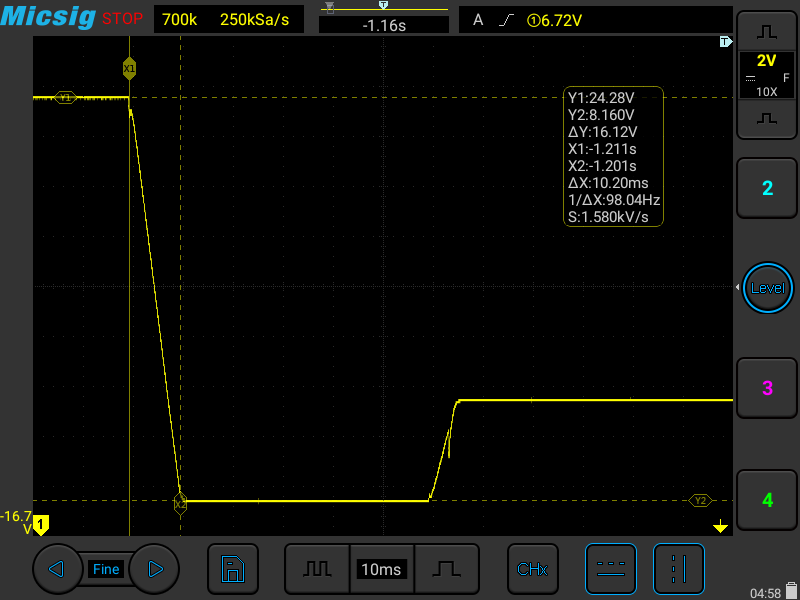 Micsig STOP 700k 250kSa/s T -1.16s A ①6.72V
T
X1
2V
F
10X
Y1
Y1:24.28V
Y2:8.160V
ΔY:16.12V
X1:-1.211s
X2:-1.201s
ΔX:10.20ms
1/ΔX:98.04Hz
S:1.580kV/s
2
Level
3
X2
Y2
4
-16.7
V
1
Fine 10ms CHx
04:58